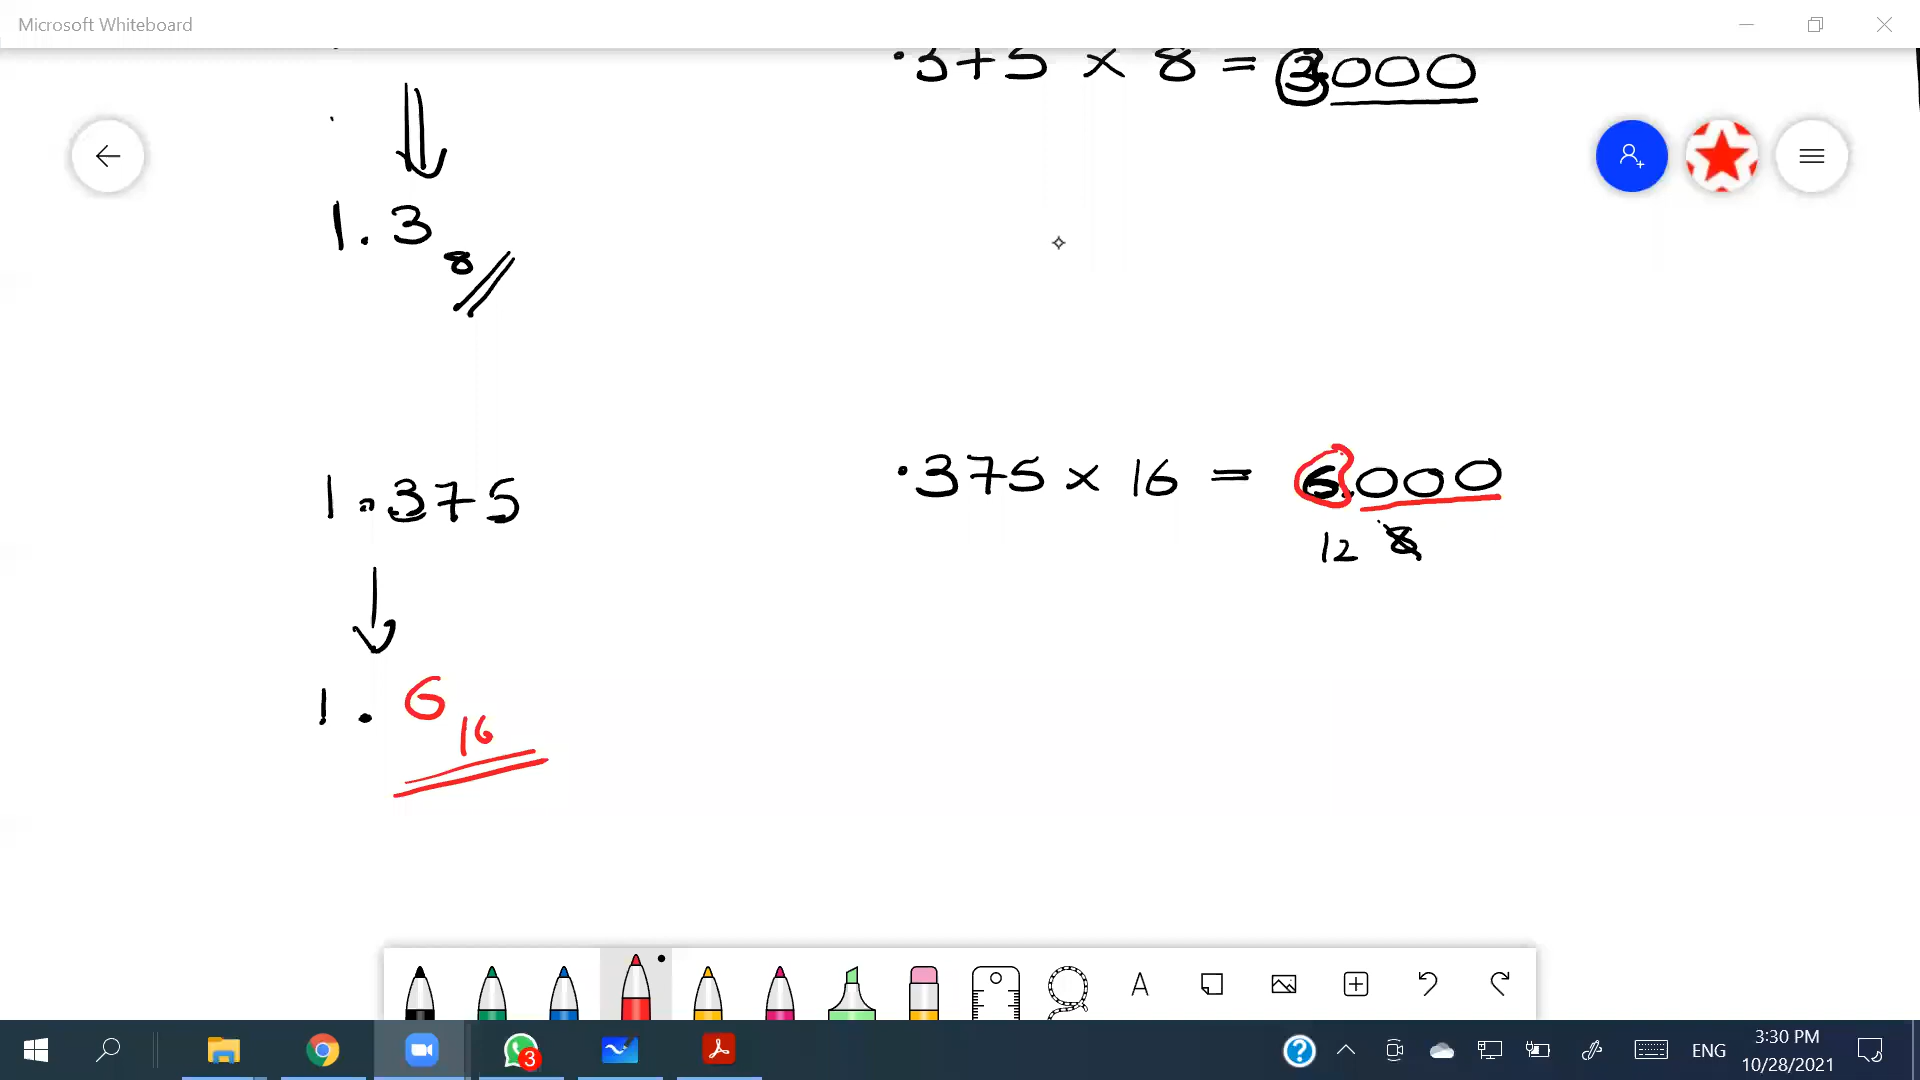 Microsoft Whiteboard
.375 × 8 = 3.000
1.3 8
1.375
.375 × 16 = 6.000
12 8
1.6 16
A
3
ENG
3:30 PM
10/28/2021